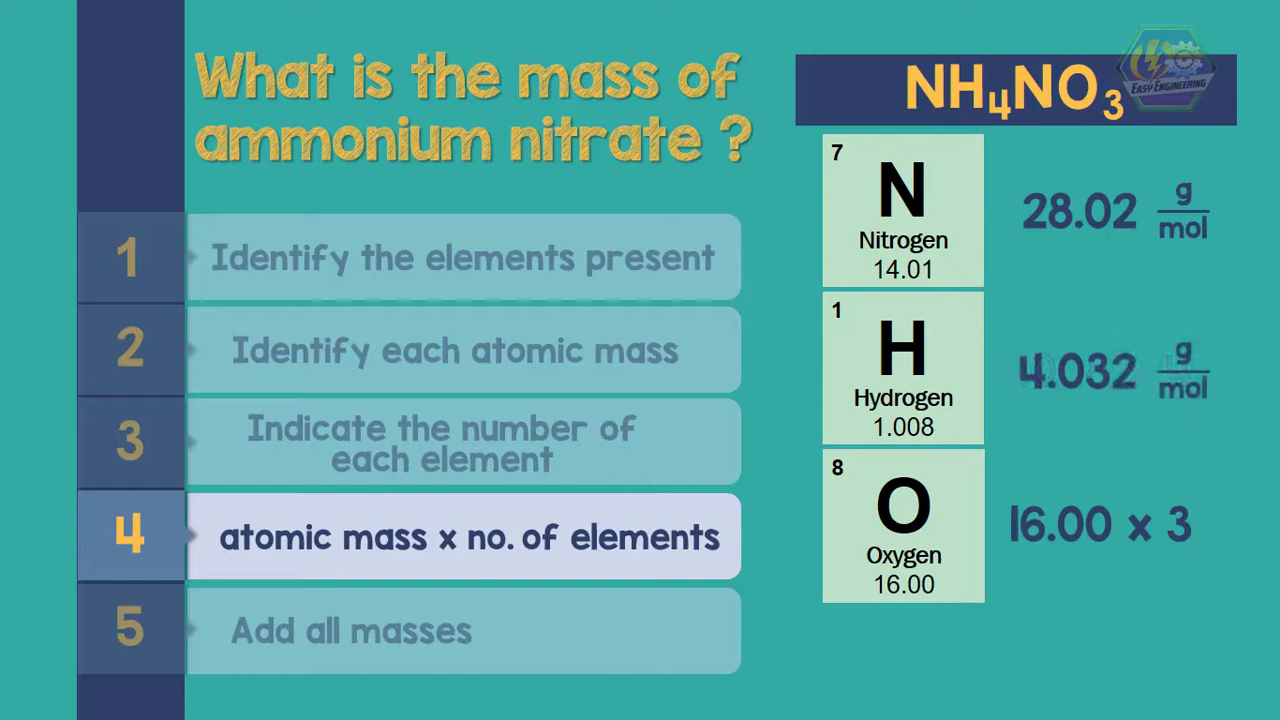 What is the mass of
ammonium nitrate ?
1 Identify the elements present
2 Identify each atomic mass
3 Indicate the number of
each element
4 atomic mass x no. of elements
5 Add all masses
NH₄NO₃
EASY ENGINEERING
7
N
Nitrogen
14.01
28.02 g/mol
1
H
Hydrogen
1.008
4.032 g/mol
8
O
Oxygen
16.00
16.00 x 3